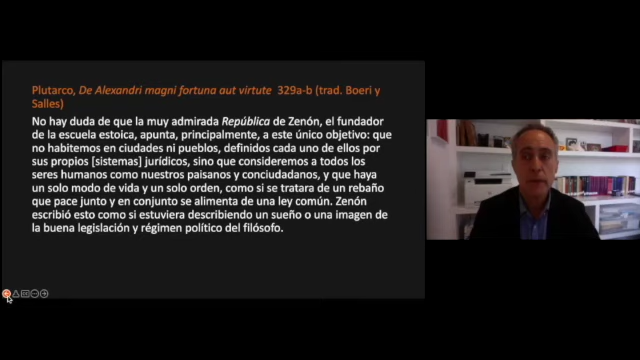 Plutarco, De Alexandri magni fortuna aut virtute 329a-b (trad. Boeri y
Salles)
No hay duda de que la muy admirada República de Zenón, el fundador
de la escuela estoica, apunta, principalmente, a este único objetivo: que
no habitemos en ciudades ni pueblos, definidos cada uno de ellos por
sus propios [sistemas] jurídicos, sino que consideremos a todos los
seres humanos como nuestros paisanos y conciudadanos, y que haya
un solo modo de vida y un solo orden, como si se tratara de un rebaño
que pace junto y en conjunto se alimenta de una ley común. Zenón
escribió esto como si estuviera describiendo un sueño o una imagen de
la buena legislación y régimen político del filósofo.